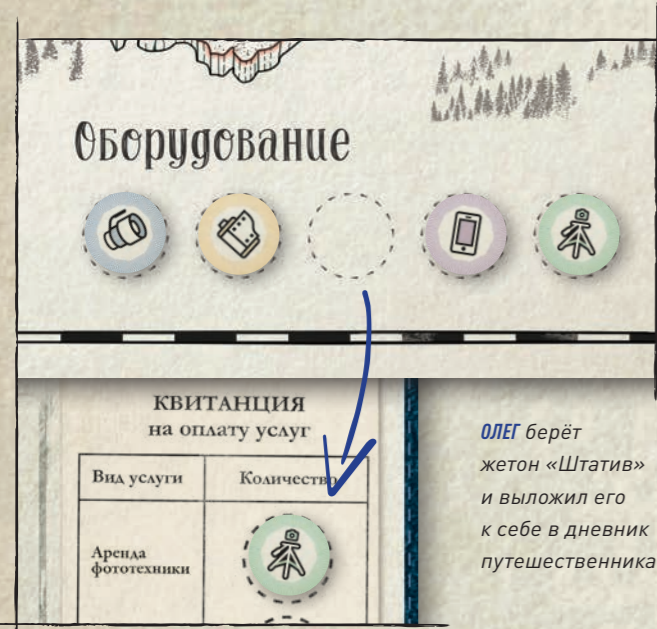 Оборудование
КВИТАНЦИЯ
на оплату услуг
Вид услуги
Количество
Аренда
фототехники
ОЛЕГ берёт
жетон «Штатив»
и выложил его
к себе в дневник
путешественника